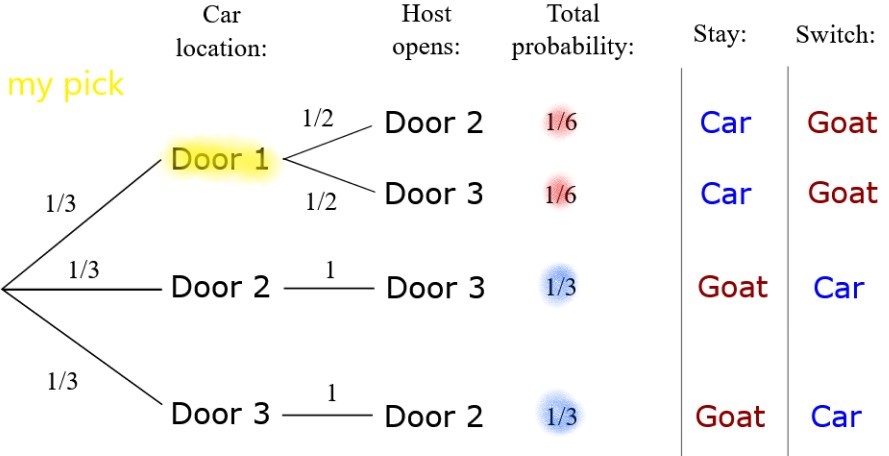 Car location:
Host opens:
Total probability:
Stay:
Switch:
my pick
1/3
Door 1
1/2
Door 2
1/6
Car
Goat
1/2
Door 3
1/6
Car
Goat
1/3
Door 2
1
Door 3
1/3
Goat
Car
1/3
Door 3
1
Door 2
1/3
Goat
Car